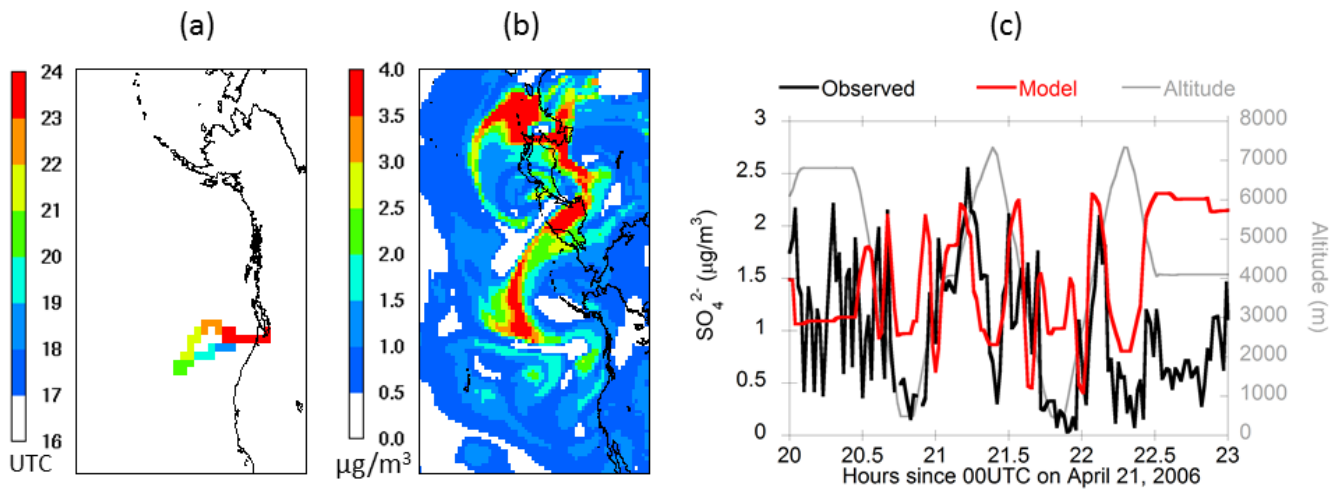 (a)
(b)
(c)
24
23
22
21
20
19
18
17
16
UTC
4.0
3.5
3.0
2.5
2.0
1.5
1.0
0.5
0.0
µg/m³
Observed
Model
Altitude
3
2.5
2
1.5
1
0.5
0
SO₄²⁻ (µg/m³)
8000
7000
6000
5000
4000
3000
2000
1000
0
Altitude (m)
20 20.5 21 21.5 22 22.5 23
Hours since 00UTC on April 21, 2006